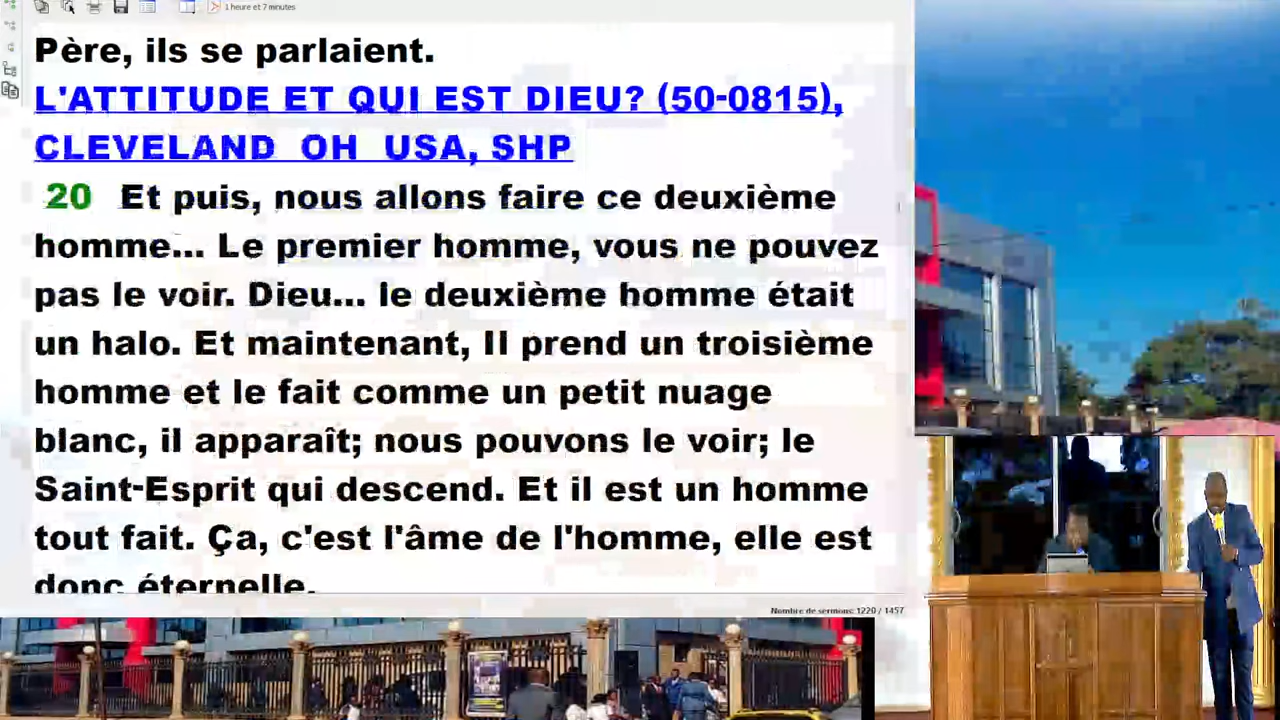 1 heure et 7 minutes
Père, ils se parlaient.
L'ATTITUDE ET QUI EST DIEU? (50-0815),
CLEVELAND OH USA, SHP
20 Et puis, nous allons faire ce deuxième
homme... Le premier homme, vous ne pouvez
pas le voir. Dieu... le deuxième homme était
un halo. Et maintenant, Il prend un troisième
homme et le fait comme un petit nuage
blanc, il apparaît; nous pouvons le voir; le
Saint-Esprit qui descend. Et il est un homme
tout fait. Ça, c'est l'âme de l'homme, elle est
donc éternelle.
Nombre de sermons: 1220 / 1457